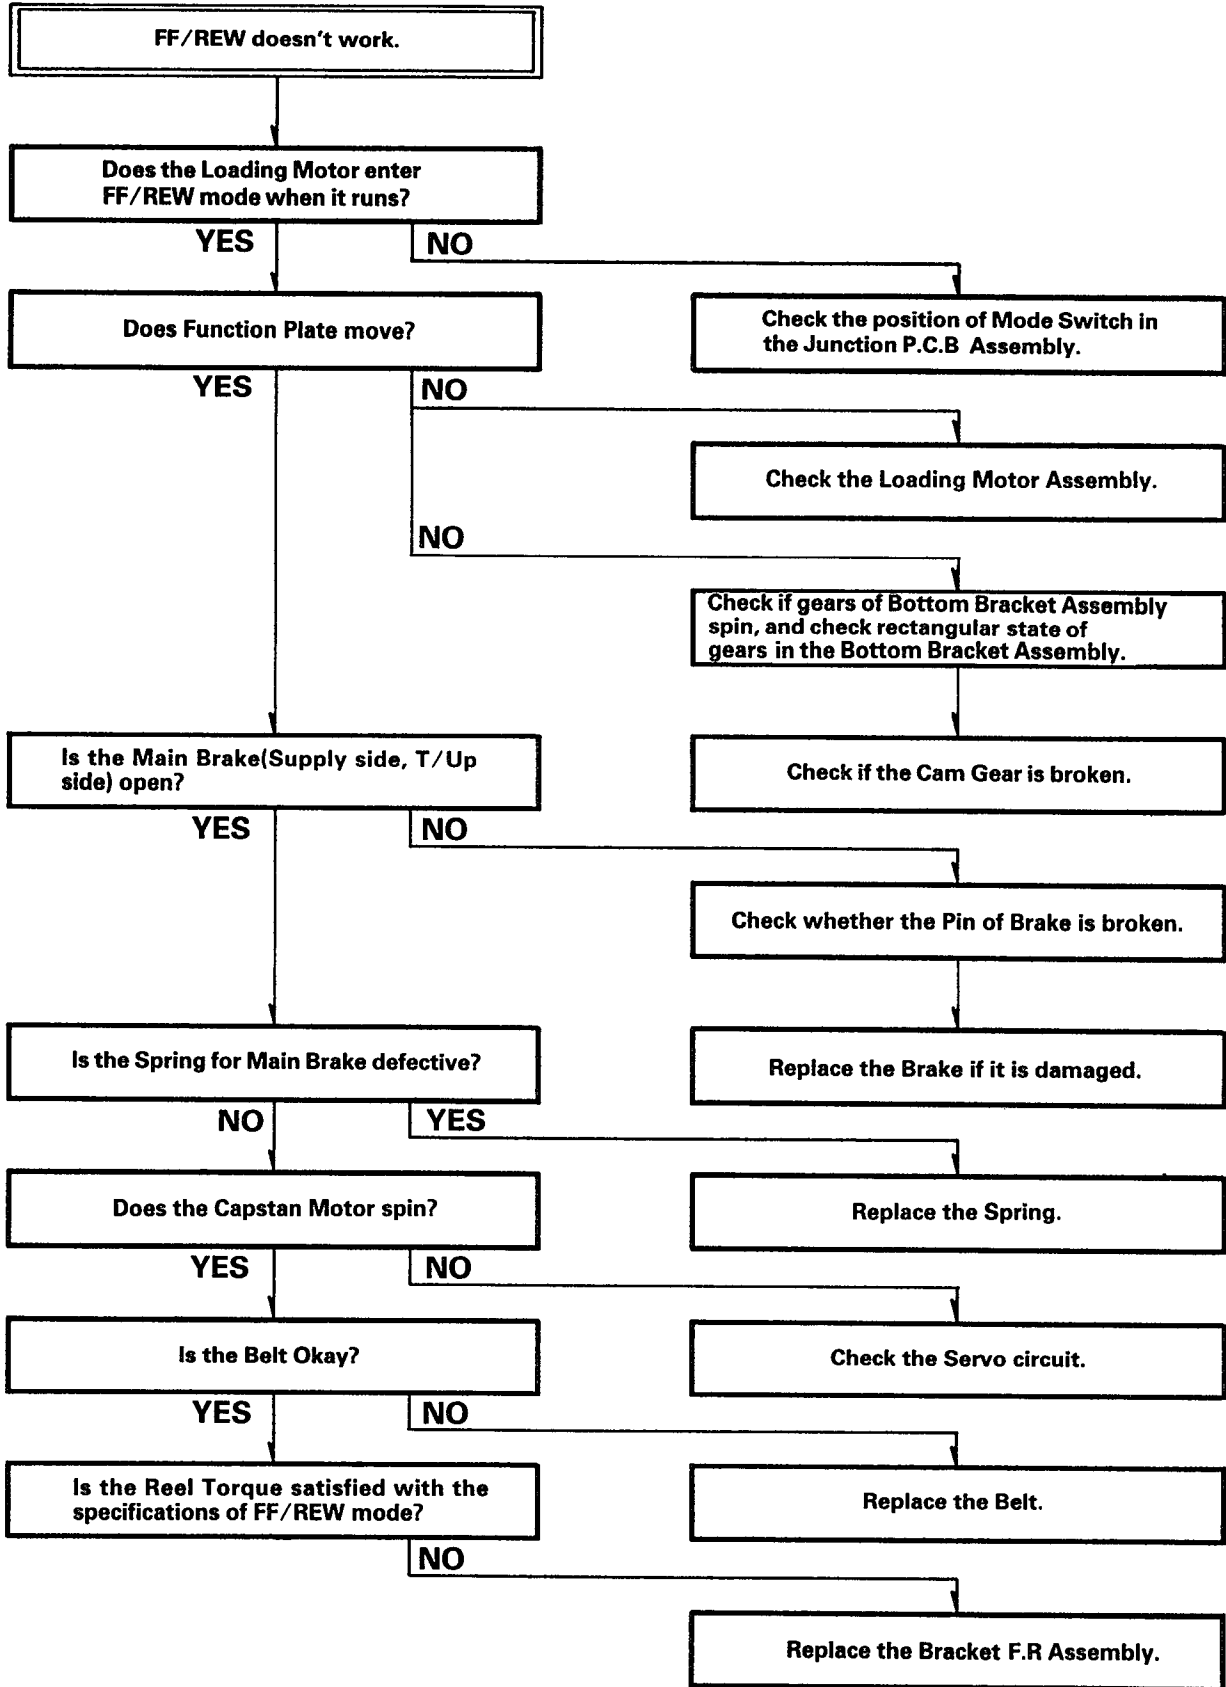 FF/REW doesn't work.
Does the Loading Motor enter
FF/REW mode when it runs?
YES
NO
Does Function Plate move?
Check the position of Mode Switch in
the Junction P.C.B Assembly.
YES
NO
Check the Loading Motor Assembly.
NO
Check if gears of Bottom Bracket Assembly
spin, and check rectangular state of
gears in the Bottom Bracket Assembly.
Is the Main Brake(Supply side, T/Up
side) open?
Check if the Cam Gear is broken.
YES
NO
Check whether the Pin of Brake is broken.
Is the Spring for Main Brake defective?
Replace the Brake if it is damaged.
NO
YES
Does the Capstan Motor spin?
Replace the Spring.
YES
NO
Is the Belt Okay?
Check the Servo circuit.
YES
NO
Is the Reel Torque satisfied with the
specifications of FF/REW mode?
Replace the Belt.
NO
Replace the Bracket F.R Assembly.